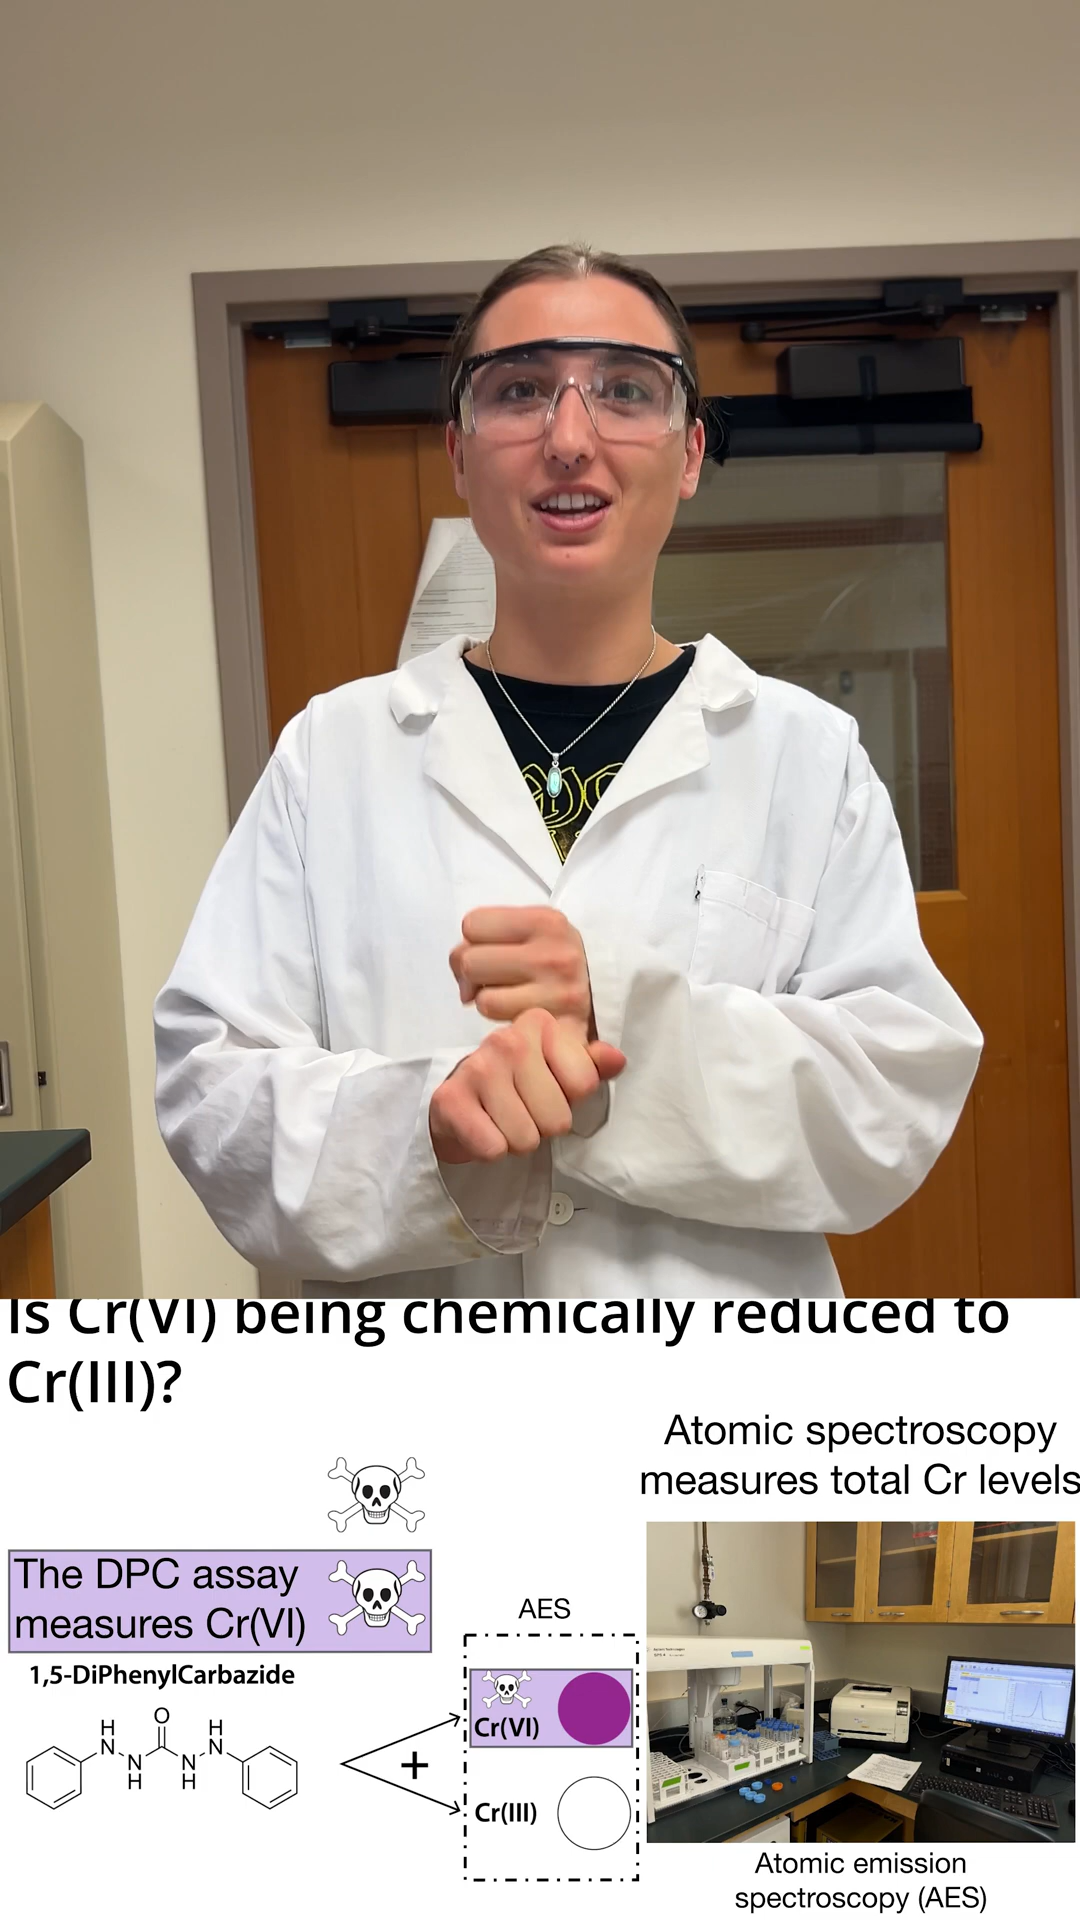 Is Cr(VI) being chemically reduced to
Cr(III)?
Atomic spectroscopy
measures total Cr levels
The DPC assay
measures Cr(VI)
1,5-DiPhenylCarbazide
H
N
N
H
O
N
H
H
N
+
AES
Cr(VI)
Cr(III)
Atomic emission
spectroscopy (AES)